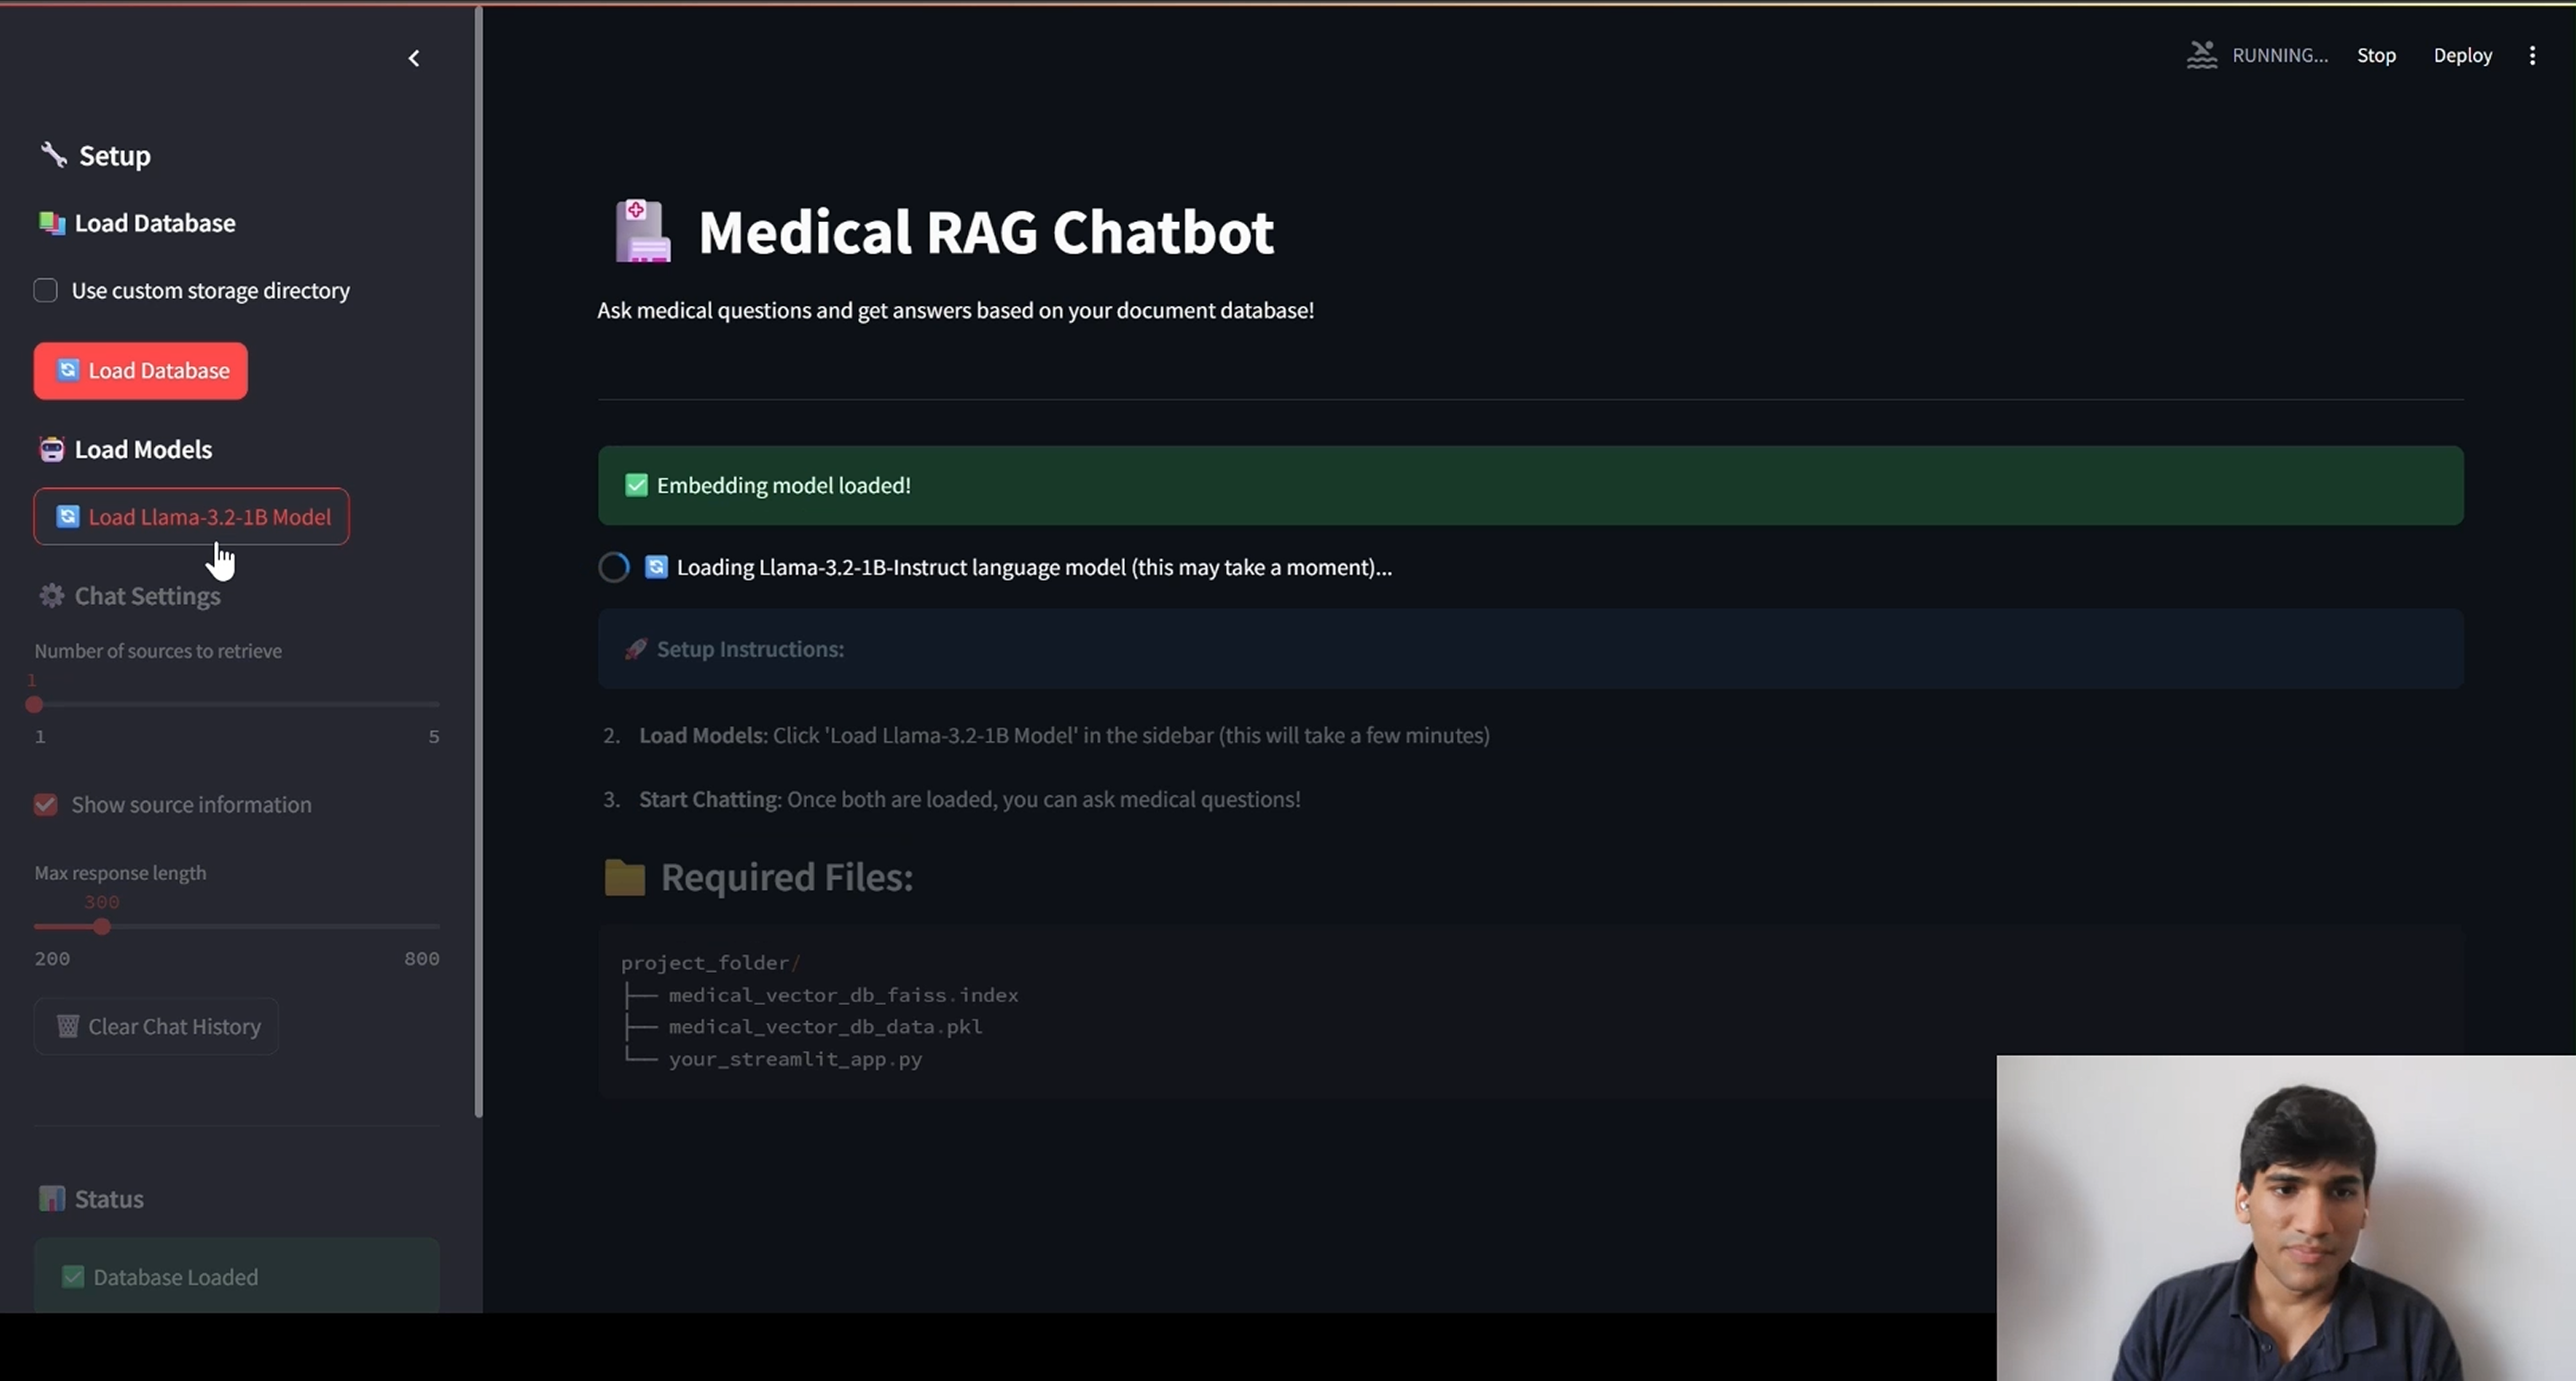 RUNNING...
Stop
Deploy
Setup
Load Database
Use custom storage directory
Load Database
Load Models
Load Llama-3.2-1B Model
Chat Settings
Number of sources to retrieve
1
1
5
Show source information
Max response length
300
200
800
Clear Chat History
Status
Database Loaded
Medical RAG Chatbot
Ask medical questions and get answers based on your document database!
Embedding model loaded!
Loading Llama-3.2-1B-Instruct language model (this may take a moment)...
Setup Instructions:
2. Load Models: Click 'Load Llama-3.2-1B Model' in the sidebar (this will take a few minutes)
3. Start Chatting: Once both are loaded, you can ask medical questions!
Required Files:
project_folder/
├── medical_vector_db_faiss.index
├── medical_vector_db_data.pkl
└── your_streamlit_app.py